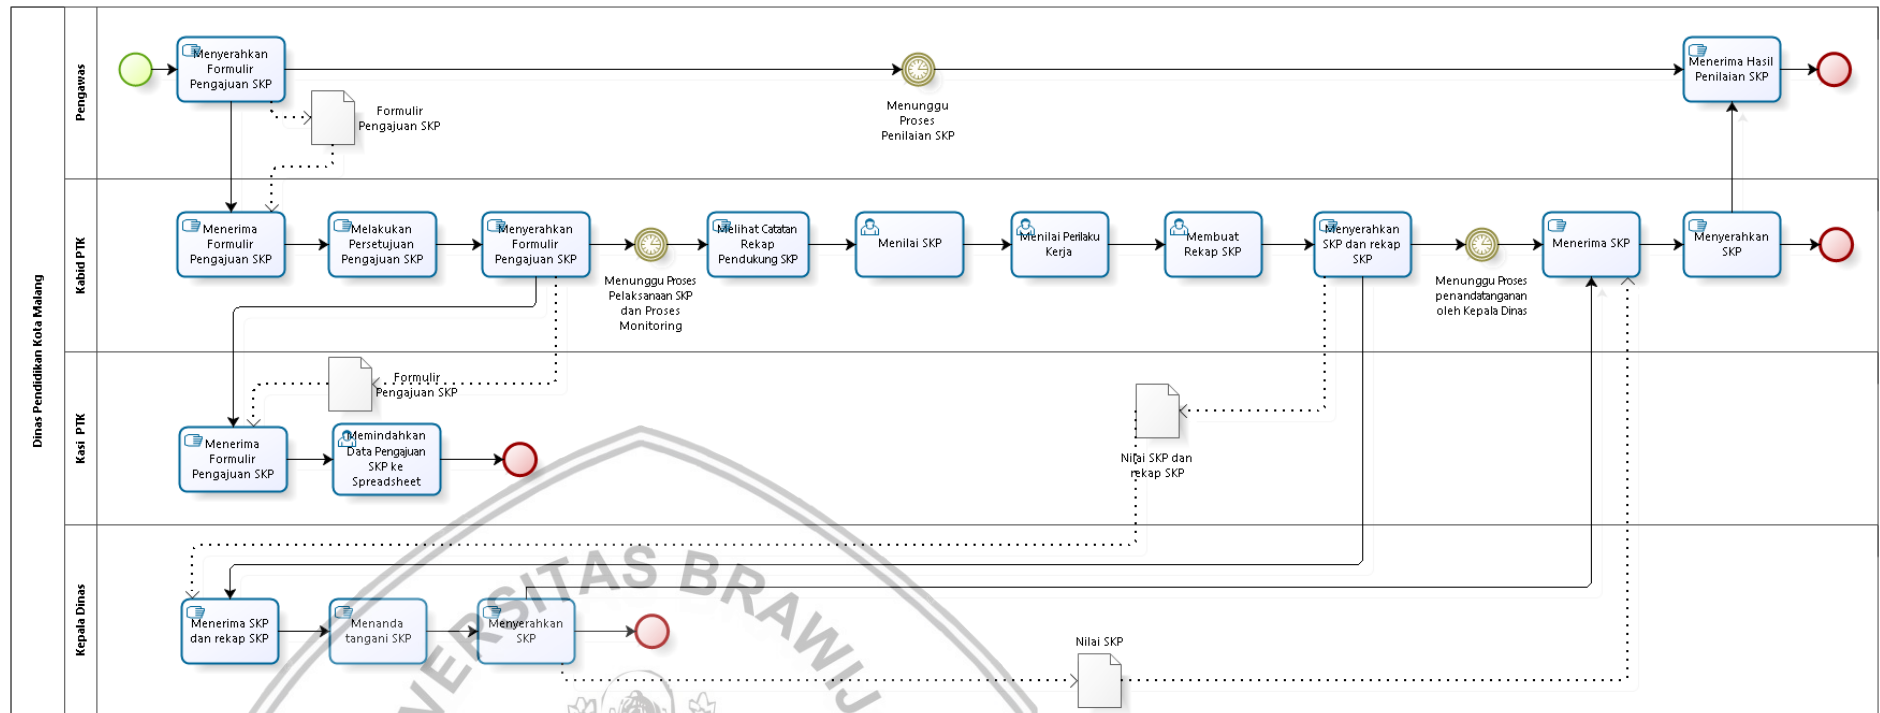 Dinas Pendidikan Kota Malang
Pengawas
Menyerahkan
Formulir
Pengajuan SKP
Formulir
Pengajuan SKP
Menunggu
Proses
Penilaian SKP
Menerima Hasil
Penilaian SKP
Kabid PTK
Menerima
Formulir
Pengajuan SKP
Melakukan
Persetujuan
Pengajuan SKP
Menyerahkan
Formulir
Pengajuan SKP
Menunggu Proses
Pelaksanaan SKP
dan Proses
Monitoring
Melihat Catatan
Rekap
Pendukung SKP
Menilai SKP
Menilai Perilaku
Kerja
Membuat
Rekap SKP
Menyerahkan
SKP dan rekap
SKP
Menunggu Proses
penandatanganan
oleh Kepala Dinas
Menerima SKP
Menyerahkan
SKP
Kasi PTK
Formulir
Pengajuan SKP
Menerima
Formulir
Pengajuan SKP
Memindahkan
Data Pengajuan
SKP ke
Spreadsheet
Nilai SKP dan
rekap SKP
Kepala Dinas
Menerima SKP
dan rekap SKP
Menanda
tangani SKP
Menyerahkan
SKP
Nilai SKP
VERSITAS BRAWIJ